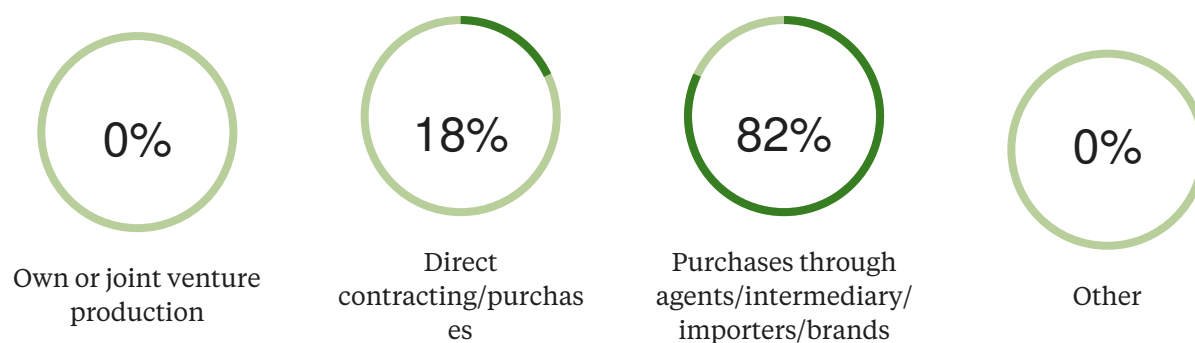 0%
Own or joint venture
production
18%
Direct
contracting/purchas
es
82%
Purchases through
agents/intermediary/
importers/brands
0%
Other